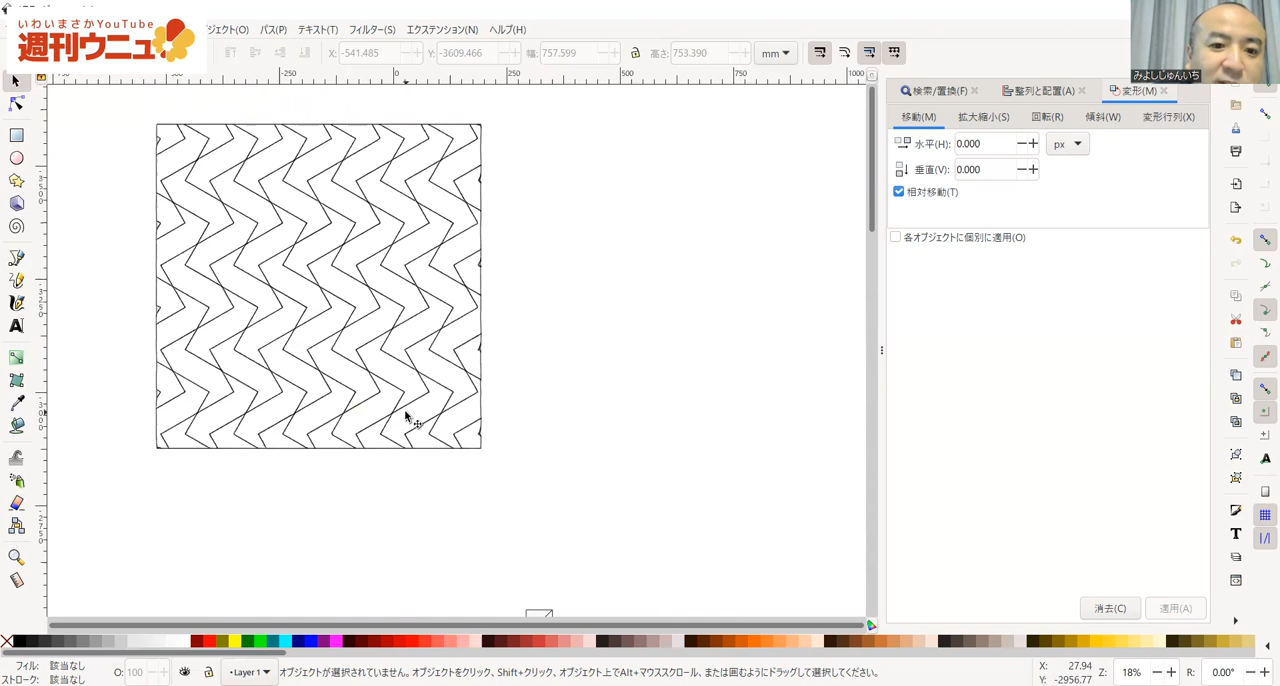 いわいまさかYouTube
週刊ウニュ
ジェクト(O) パス(P) テキスト(T) フィルター(S) エクステンション(N) ヘルプ(H)
X: -541.485 Y: -3609.466 幅: 757.599 高さ: 753.390 mm
みよしじゅんいち
-250 0 250 500 750 1000
検索/置換(F) 整列と配置(A) 変形(M)
移動(M) 拡大縮小(S) 回転(R) 傾斜(W) 変形行列(X)
水平(H): 0.000 px
垂直(V): 0.000
相対移動(T)
各オブジェクトに個別に適用(O)
消去(C) 適用(A)
フィル: 該当なし
ストローク: 該当なし
O: 100
Layer 1
オブジェクトが選択されていません。オブジェクトをクリック、Shift+クリック、オブジェクト上でAlt+マウススクロール、または囲むようにドラッグして選択してください。
X: 27.94
Y: -2956.77
Z: 18%
R: 0.00°